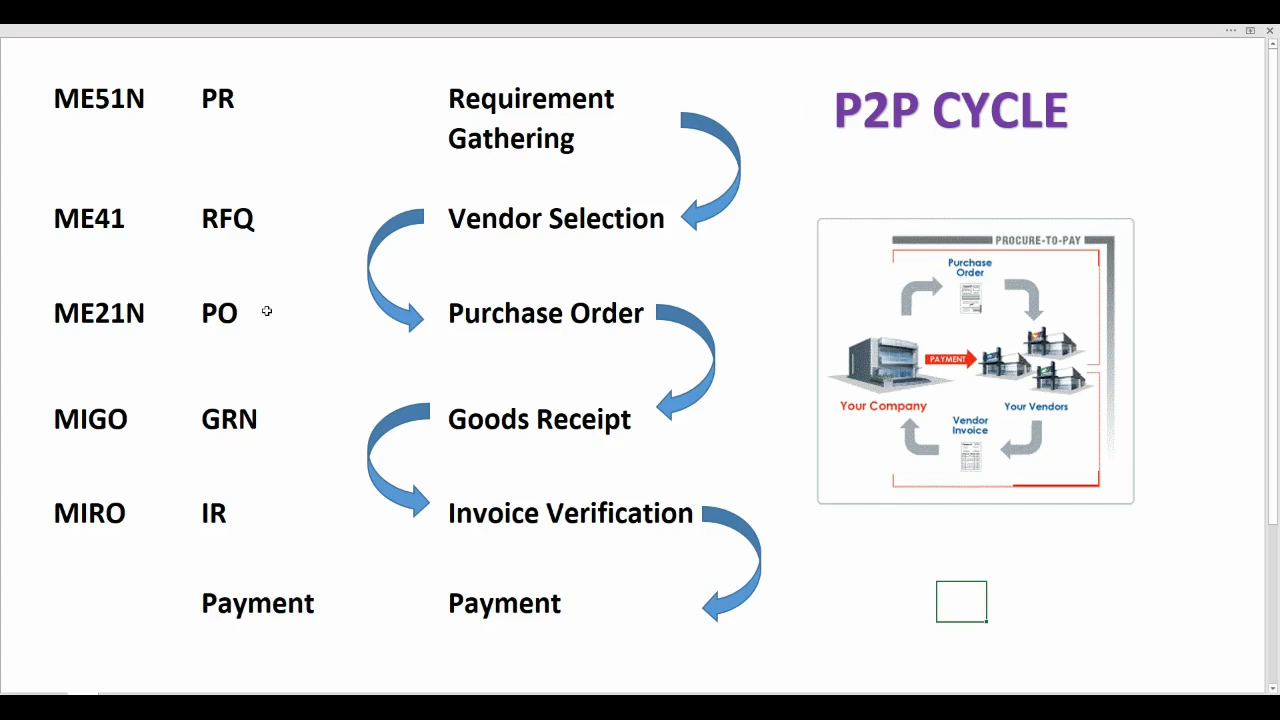 P2P CYCLE
ME51N PR Requirement
Gathering
ME41 RFQ Vendor Selection
ME21N PO Purchase Order
MIGO GRN Goods Receipt
MIRO IR Invoice Verification
Payment Payment
PROCURE-TO-PAY
Purchase
Order
PAYMENT
Your Company
Your Vendors
Vendor
Invoice